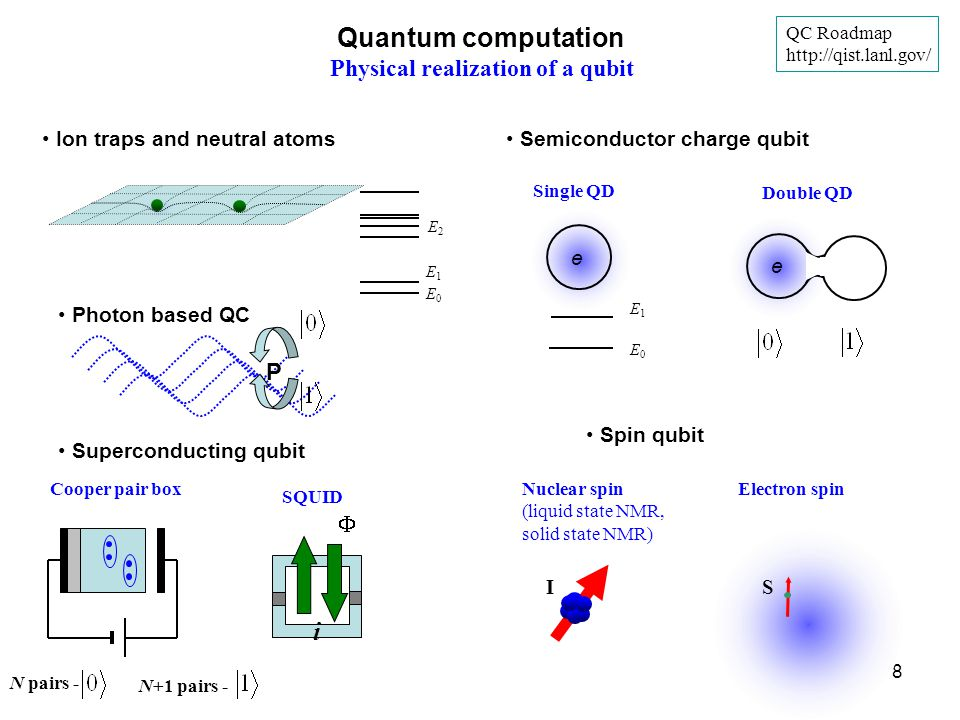 Quantum computation
Physical realization of a qubit
QC Roadmap
http://qist.lanl.gov/
• Ion traps and neutral atoms
E2
E1
E0
• Photon based QC
|0⟩
P
|1⟩
• Superconducting qubit
Cooper pair box
SQUID
Φ
i
N pairs - |0⟩
N+1 pairs - |1⟩
• Semiconductor charge qubit
Single QD
Double QD
e
e
E1
E0
|0⟩
|1⟩
• Spin qubit
Nuclear spin
(liquid state NMR,
solid state NMR)
Electron spin
I
S
8